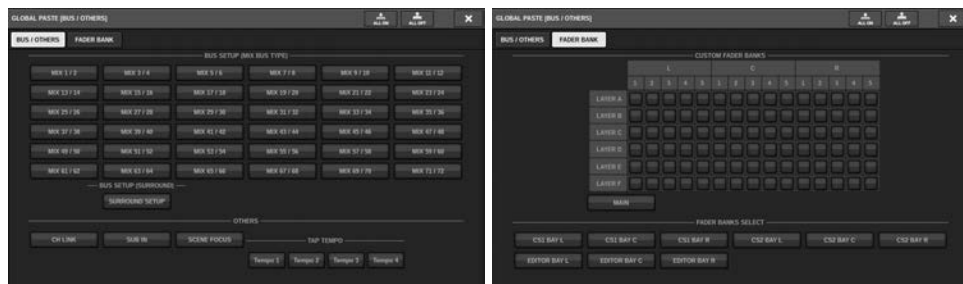 GLOBAL PASTE [BUS / OTHERS]
ALL ON
ALL OFF
BUS / OTHERS
FADER BANK
BUS SETUP (MIX BUS TYPE)
MIX 1 / 2
MIX 3 / 4
MIX 5 / 6
MIX 7 / 8
MIX 9 / 10
MIX 11 / 12
MIX 13 / 14
MIX 15 / 16
MIX 17 / 18
MIX 19 / 20
MIX 21 / 22
MIX 23 / 24
MIX 25 / 26
MIX 27 / 28
MIX 29 / 30
MIX 31 / 32
MIX 33 / 34
MIX 35 / 36
MIX 37 / 38
MIX 39 / 40
MIX 41 / 42
MIX 43 / 44
MIX 45 / 46
MIX 47 / 48
MIX 49 / 50
MIX 51 / 52
MIX 53 / 54
MIX 55 / 56
MIX 57 / 58
MIX 59 / 60
MIX 61 / 62
MIX 63 / 64
MIX 65 / 66
MIX 67 / 68
MIX 69 / 70
MIX 71 / 72
BUS SETUP (SURROUND)
SURROUND SETUP
OTHERS
CH LINK
SUB IN
SCENE FOCUS
TAP TEMPO
Tempo 1
Tempo 2
Tempo 3
Tempo 4
GLOBAL PASTE [BUS / OTHERS]
ALL ON
ALL OFF
BUS / OTHERS
FADER BANK
CUSTOM FADER BANKS
L C R
1 2 3 4 5 1 2 3 4 5 1 2 3 4 5
LAYER A
LAYER B
LAYER C
LAYER D
LAYER E
LAYER F
MAIN
FADER BANKS SELECT
CS1 BAY L
CS1 BAY C
CS1 BAY R
CS2 BAY L
CS2 BAY C
CS2 BAY R
EDITOR BAY L
EDITOR BAY C
EDITOR BAY R